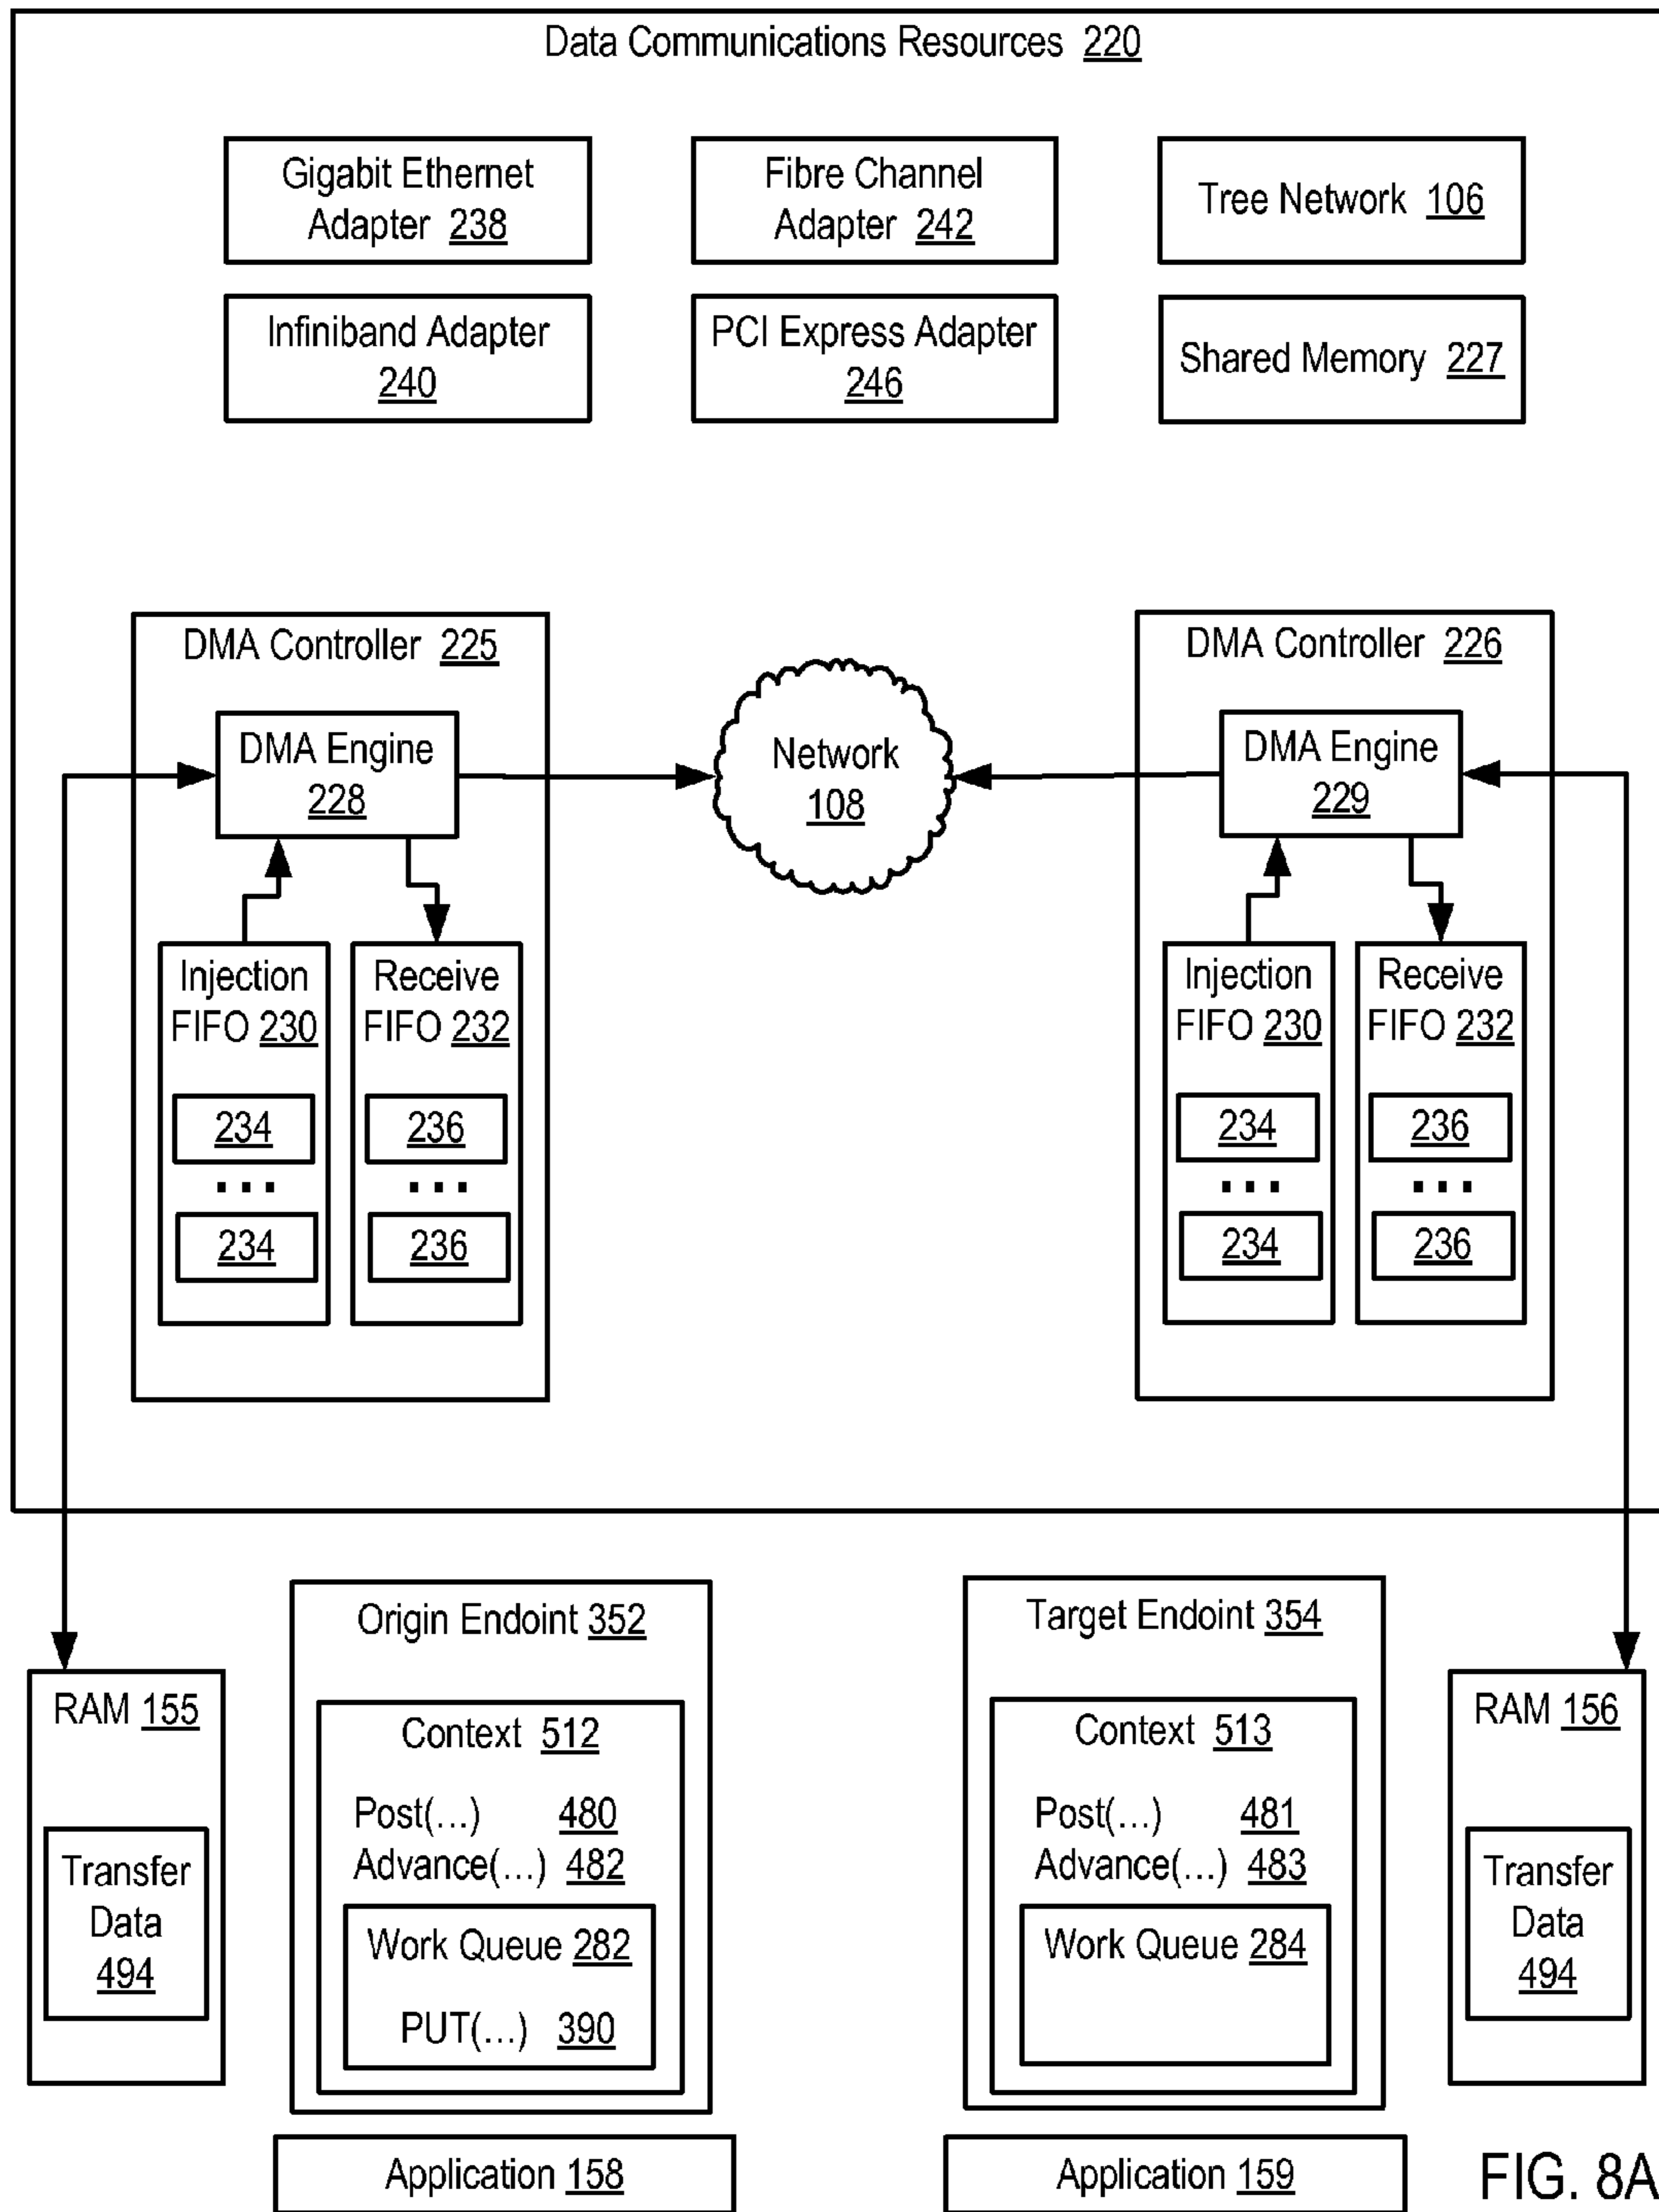 Data Communications Resources 220
Gigabit Ethernet
Adapter 238
Fibre Channel
Adapter 242
Tree Network 106
Infiniband Adapter
240
PCI Express Adapter
246
Shared Memory 227
DMA Controller 225
DMA Engine
228
Injection
FIFO 230
234
...
234
Receive
FIFO 232
236
...
236
Network
108
DMA Controller 226
DMA Engine
229
Injection
FIFO 230
234
...
234
Receive
FIFO 232
236
...
236
RAM 155
Transfer
Data
494
Origin Endoint 352
Context 512
Post(...) 480
Advance(...) 482
Work Queue 282
PUT(...) 390
Target Endoint 354
Context 513
Post(...) 481
Advance(...) 483
Work Queue 284
RAM 156
Transfer
Data
494
Application 158
Application 159
FIG. 8A